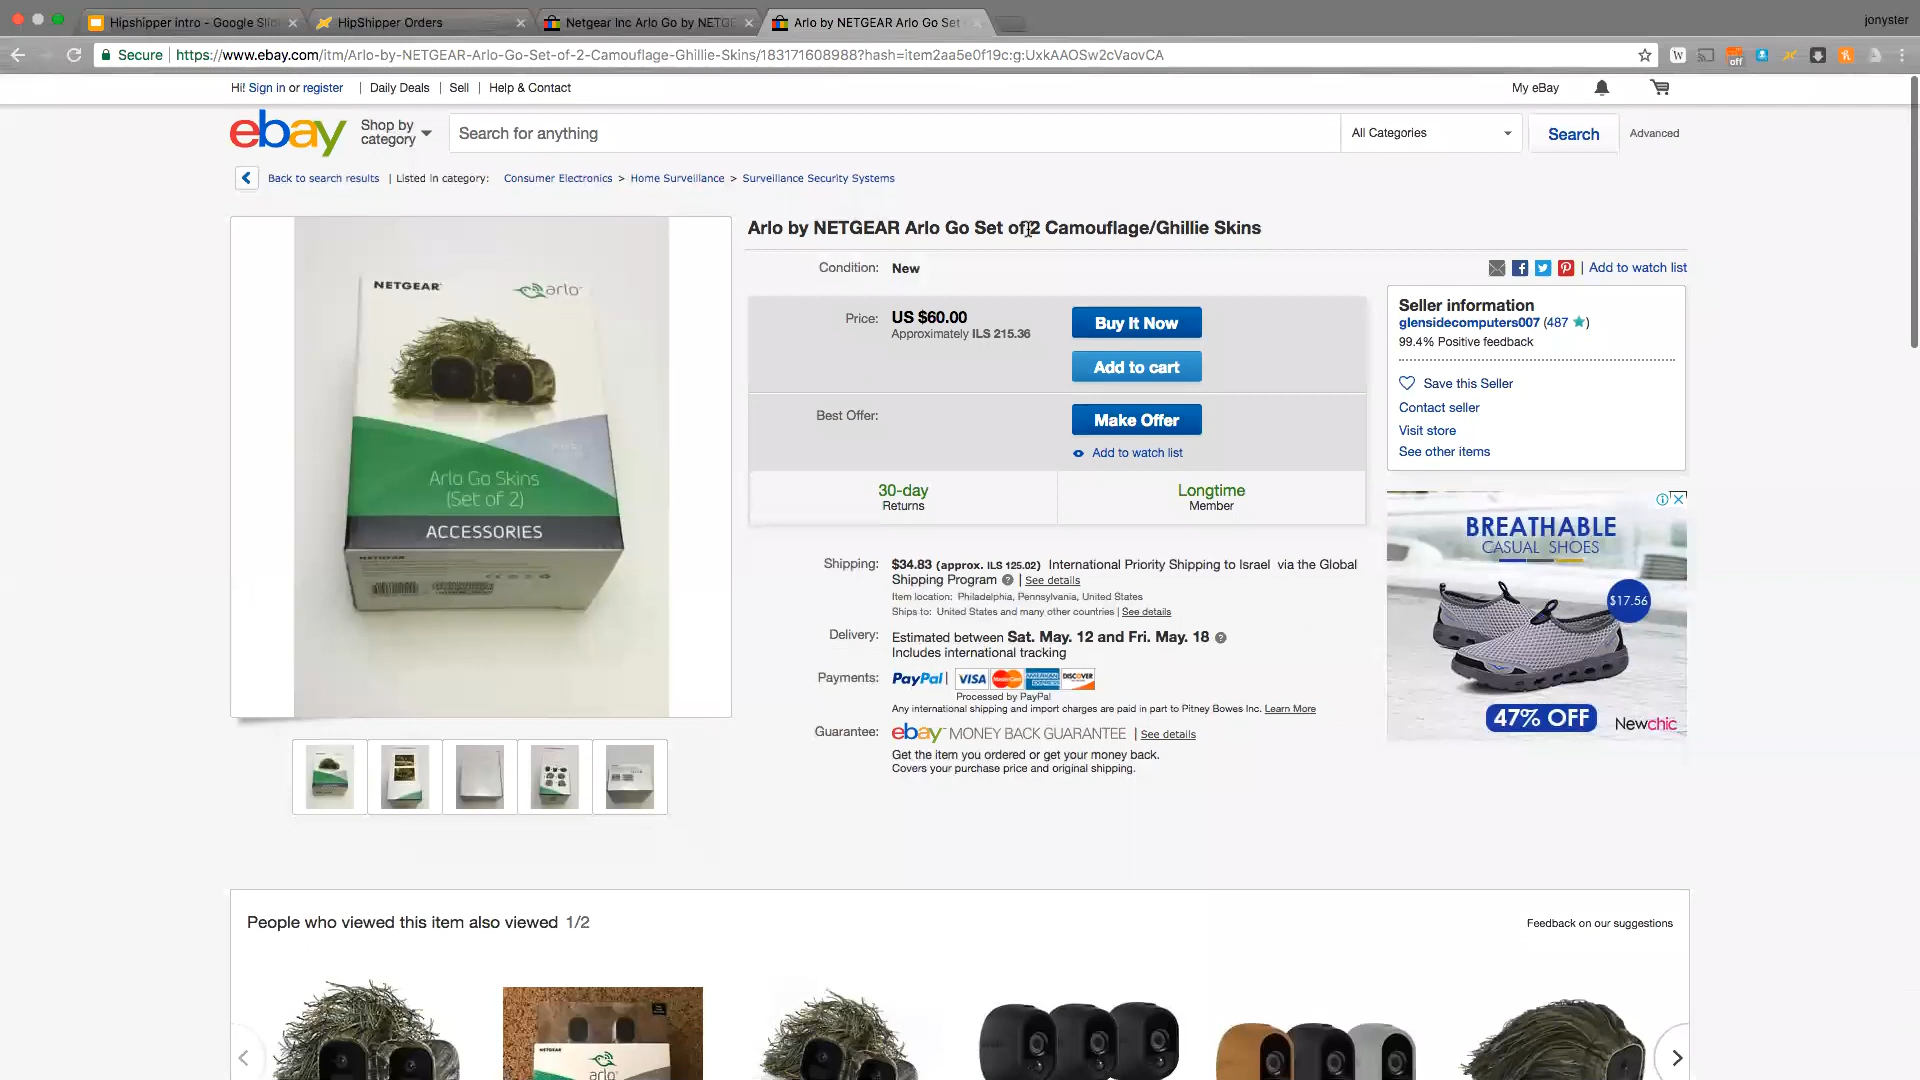 Hipshipper intro - Google Slid
HipShipper Orders
Netgear Inc Arlo Go by NETGE
Arlo by NETGEAR Arlo Go Set
jonyster
Secure
https://www.ebay.com/itm/Arlo-by-NETGEAR-Arlo-Go-Set-of-2-Camouflage-Ghillie-Skins/183171608988?hash=item2aa5e0f19c:g:UxkAAOSw2cVaovCA
Hi! Sign in or register
Daily Deals
Sell
Help & Contact
My eBay
ebay
Shop by category
Search for anything
All Categories
Search
Advanced
Back to search results
Listed in category:
Consumer Electronics > Home Surveillance > Surveillance Security Systems
Arlo by NETGEAR Arlo Go Set of 2 Camouflage/Ghillie Skins
Condition: New
Add to watch list
Price: US $60.00
Approximately ILS 215.36
Buy It Now
Add to cart
Best Offer:
Make Offer
Add to watch list
30-day
Returns
Longtime
Member
Seller information
glensidecomputers007 (487)
99.4% Positive feedback
Save this Seller
Contact seller
Visit store
See other items
NETGEAR
arlo
Arlo Go Skins
(Set of 2)
ACCESSORIES
NETGEAR
Shipping: $34.83 (approx. ILS 125.02) International Priority Shipping to Israel via the Global
Shipping Program | See details
Item location: Philadelphia, Pennsylvania, United States
Ships to: United States and many other countries | See details
Delivery: Estimated between Sat. May. 12 and Fri. May. 18
Includes international tracking
Payments: PayPal VISA MasterCard AMERICAN EXPRESS DISCOVER
Processed by PayPal
Any international shipping and import charges are paid in part to Pitney Bowes Inc. Learn More
Guarantee: ebay MONEY BACK GUARANTEE | See details
Get the item you ordered or get your money back.
Covers your purchase price and original shipping.
BREATHABLE
CASUAL SHOES
$17.56
47% OFF
Newchic
People who viewed this item also viewed 1/2
Feedback on our suggestions
NETGEAR
arlo
off